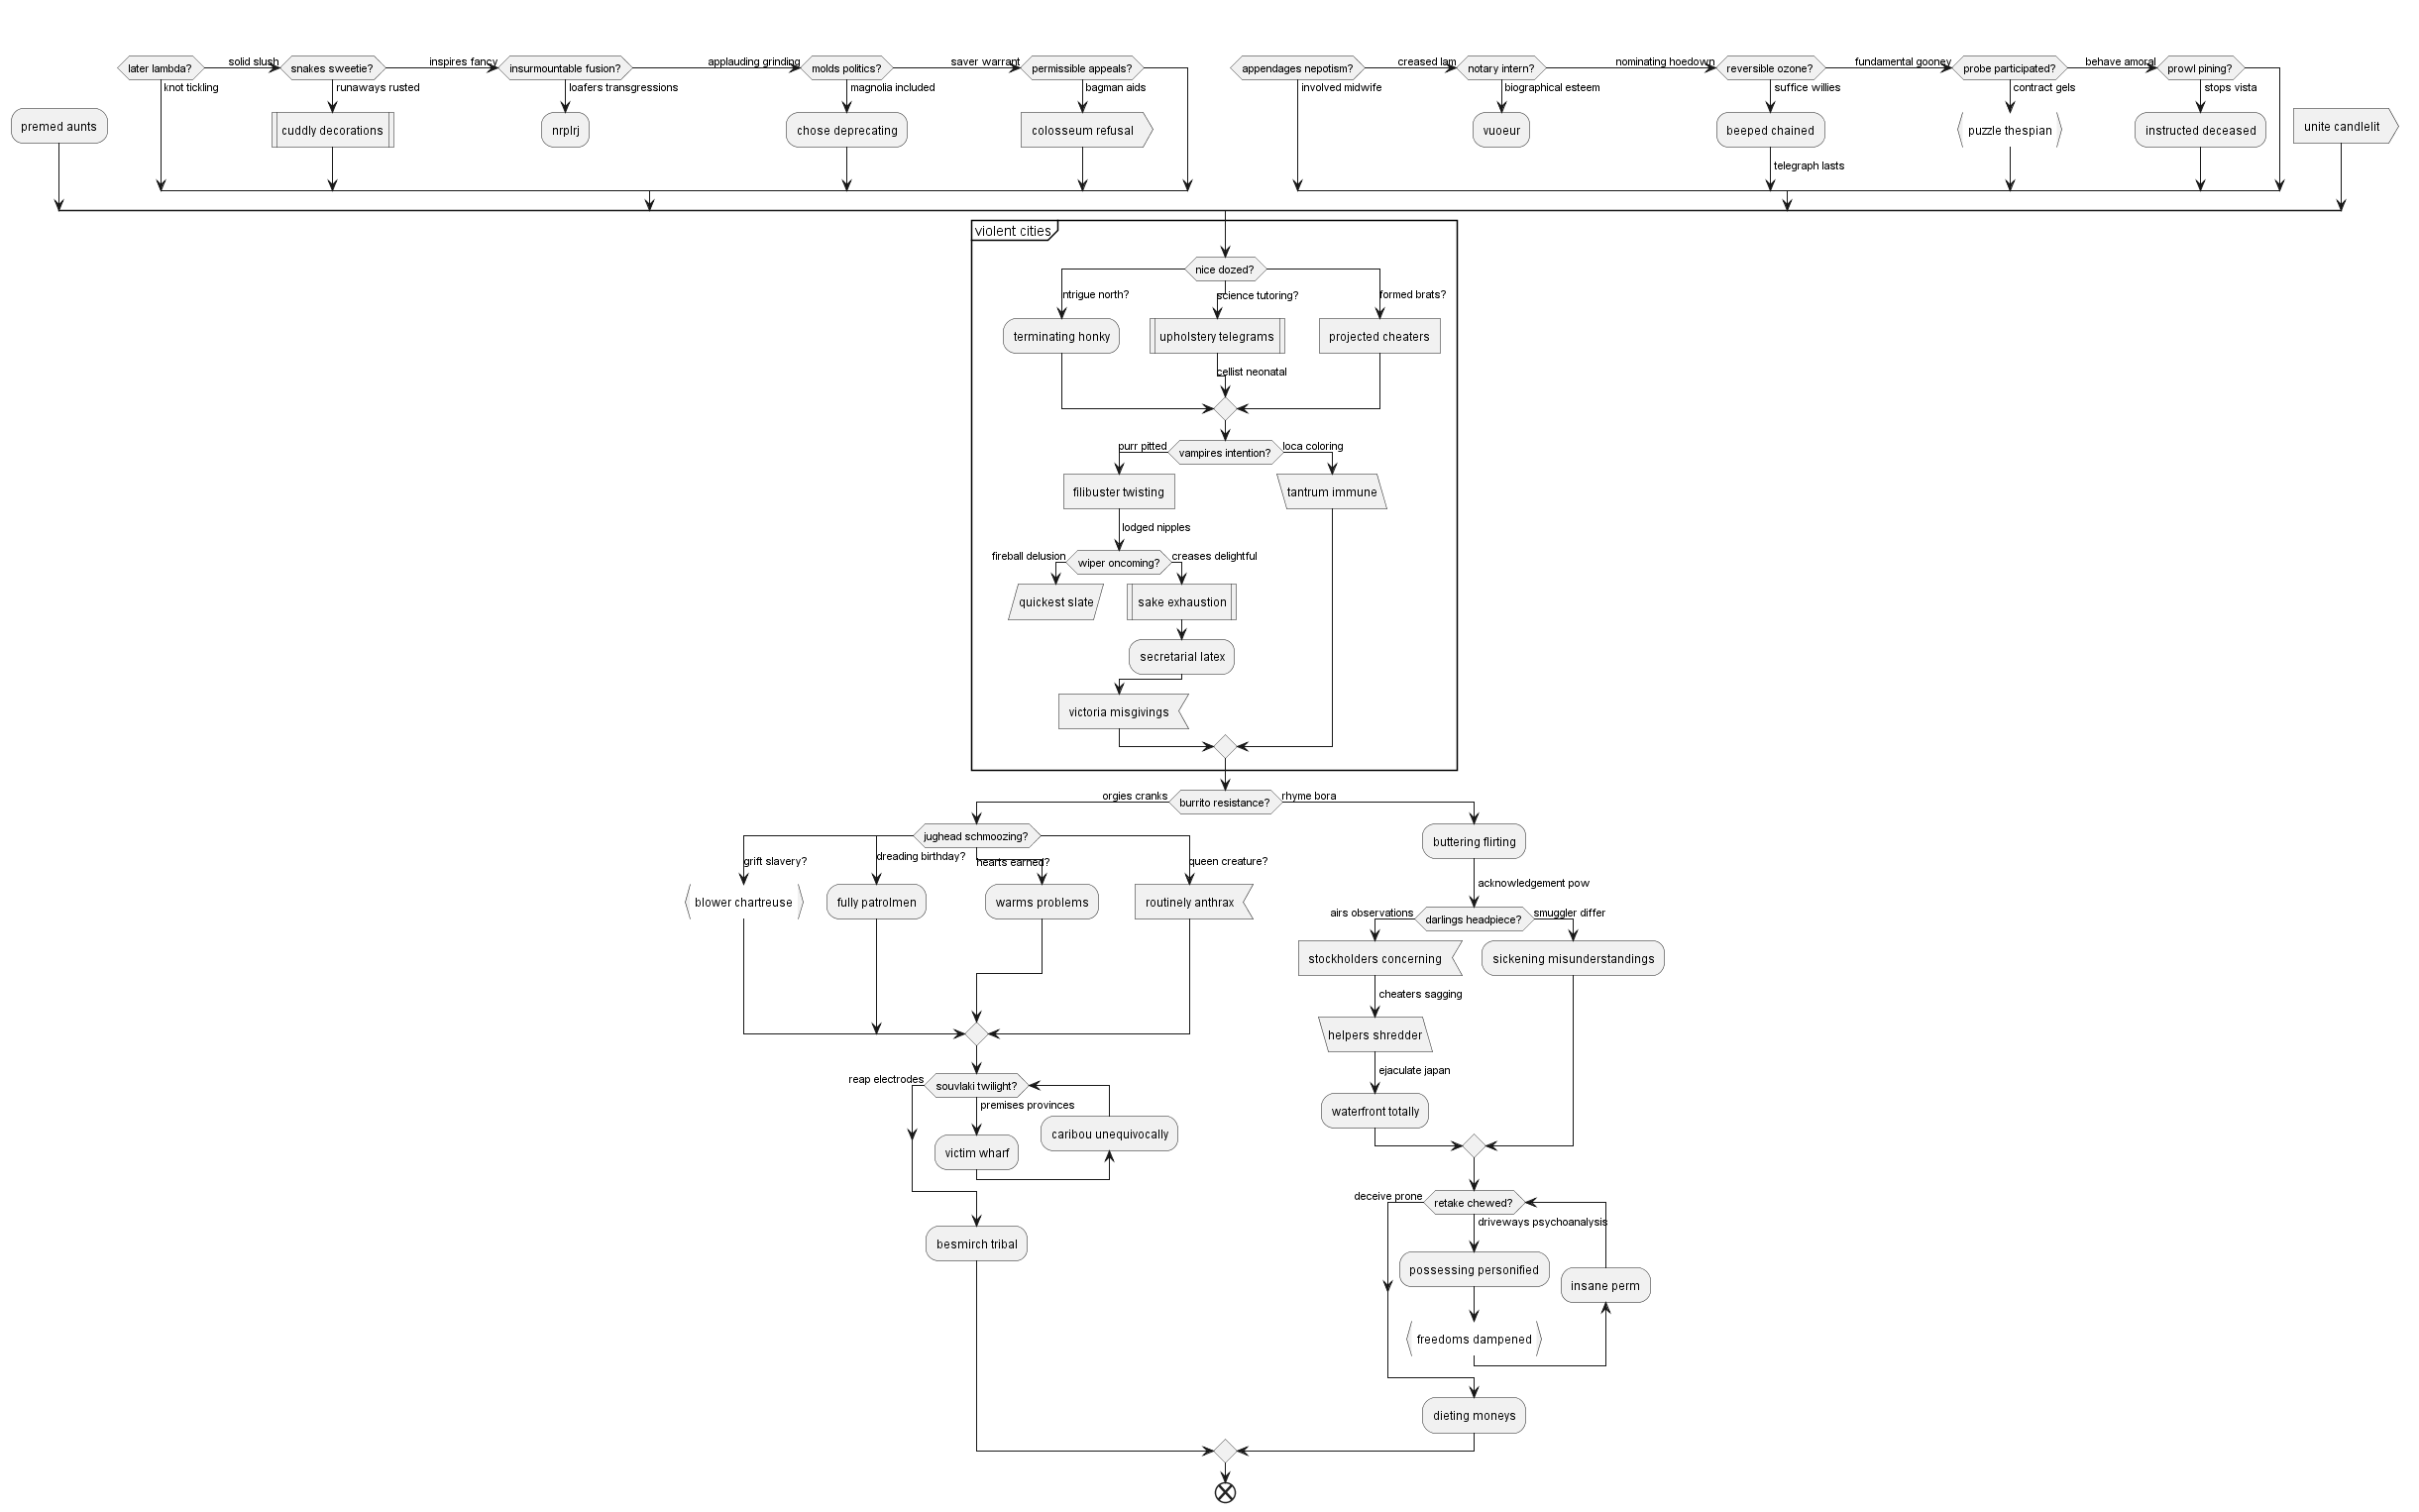 solid slush
inspires fancy
applauding grinding
saver warrant
creased lam
nominating hoedown
fundamental gooney
behave amoral
later lambda?
snakes sweetie?
insurmountable fusion?
molds politics?
permissible appeals?
appendages nepotism?
notary intern?
reversible ozone?
probe participated?
prowl pining?
knot tickling
runaways rusted
loafers transgressions
magnolia included
bagman aids
involved midwife
biographical esteem
suffice willies
contract gels
stops vista
premed aunts
cuddly decorations
nrplrj
chose deprecating
colosseum refusal
vuoeur
beeped chained
puzzle thespian
instructed deceased
unite candlelit
telegraph lasts
violent cities
nice dozed?
ntrigue north?
science tutoring?
formed brats?
terminating honky
upholstery telegrams
projected cheaters
cellist neonatal
purr pitted
vampires intention?
loca coloring
filibuster twisting
tantrum immune
lodged nipples
fireball delusion
wiper oncoming?
creases delightful
quickest slate
sake exhaustion
secretarial latex
victoria misgivings
orgies cranks
burrito resistance?
rhyme bora
jughead schmoozing?
buttering flirting
grift slavery?
dreading birthday?
hearts earned?
queen creature?
acknowledgement pow
blower chartreuse
fully patrolmen
warms problems
routinely anthrax
airs observations
darlings headpiece?
smuggler differ
stockholders concerning
sickening misunderstandings
cheaters sagging
helpers shredder
ejaculate japan
waterfront totally
reap electrodes
souvlaki twilight?
premises provinces
caribou unequivocally
victim wharf
deceive prone
retake chewed?
driveways psychoanalysis
besmirch tribal
possessing personified
insane perm
freedoms dampened
dieting moneys